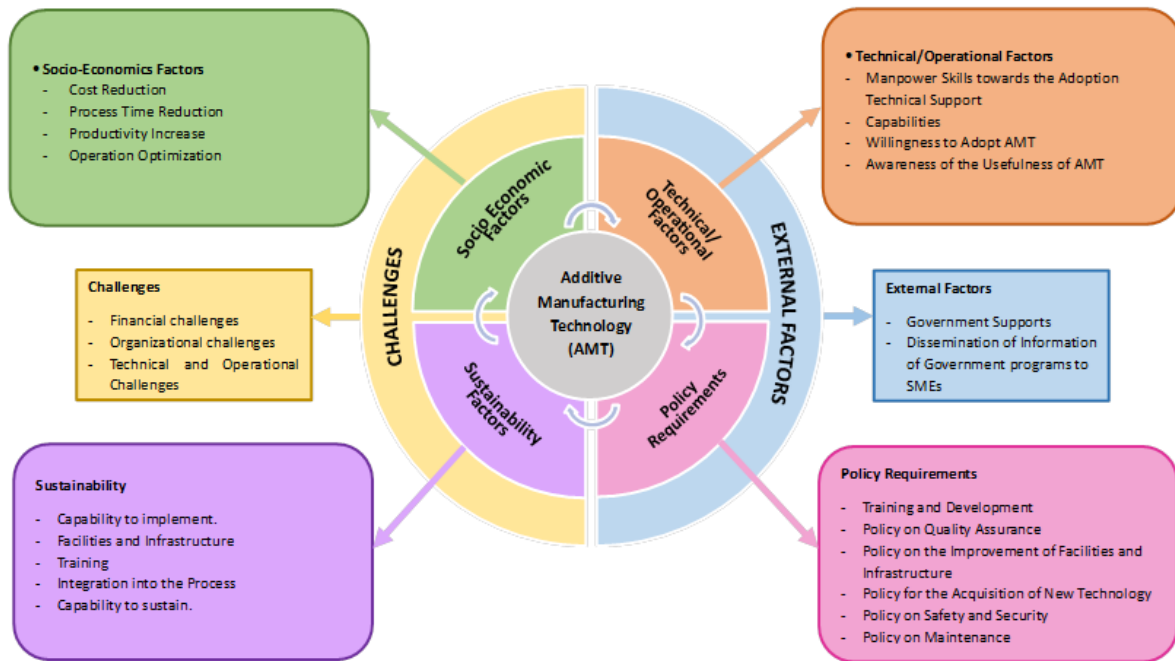 • Socio-Economics Factors
- Cost Reduction
- Process Time Reduction
- Productivity Increase
- Operation Optimization
• Technical/Operational Factors
- Manpower Skills towards the Adoption
Technical Support
- Capabilities
- Willingness to Adopt AMT
- Awareness of the Usefulness of AMT
Socio Economic
Factors
Technical/
Operational
Factors
CHALLENGES
EXTERNAL FACTORS
Additive
Manufacturing
Technology
(AMT)
Sustainability
Factors
Policy
Requirements
Challenges
- Financial challenges
- Organizational challenges
- Technical and Operational
Challenges
External Factors
- Government Supports
- Dissemination of Information
of Government programs to
SMEs
Sustainability
- Capability to implement.
- Facilities and Infrastructure
- Training
- Integration into the Process
- Capability to sustain.
Policy Requirements
- Training and Development
- Policy on Quality Assurance
- Policy on the Improvement of Facilities and
Infrastructure
- Policy for the Acquisition of New Technology
- Policy on Safety and Security
- Policy on Maintenance